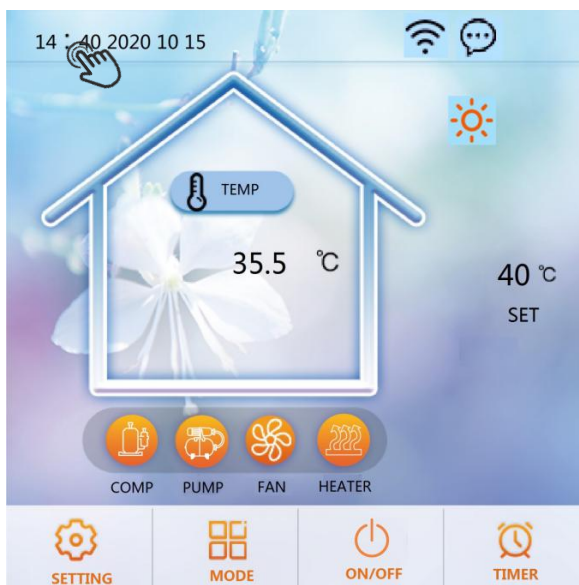 14 : 40 2020 10 15
TEMP
35.5 ℃
40 ℃
SET
COMP PUMP FAN HEATER
SETTING MODE ON/OFF TIMER